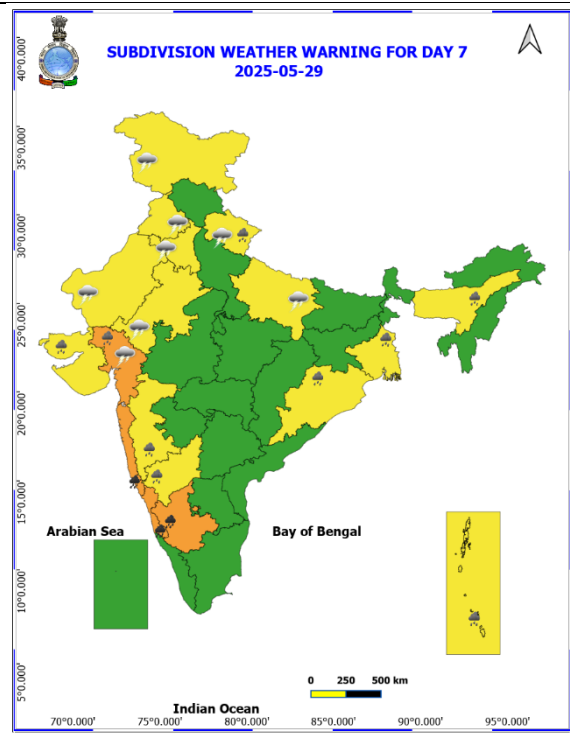 SUBDIVISION WEATHER WARNING FOR DAY 7
2025-05-29
40°0.000'
35°0.000'
30°0.000'
25°0.000'
20°0.000'
15°0.000'
10°0.000'
5°0.000'
Arabian Sea
Bay of Bengal
0 250 500 km
Indian Ocean
70°0.000' 75°0.000' 80°0.000' 85°0.000' 90°0.000' 95°0.000'